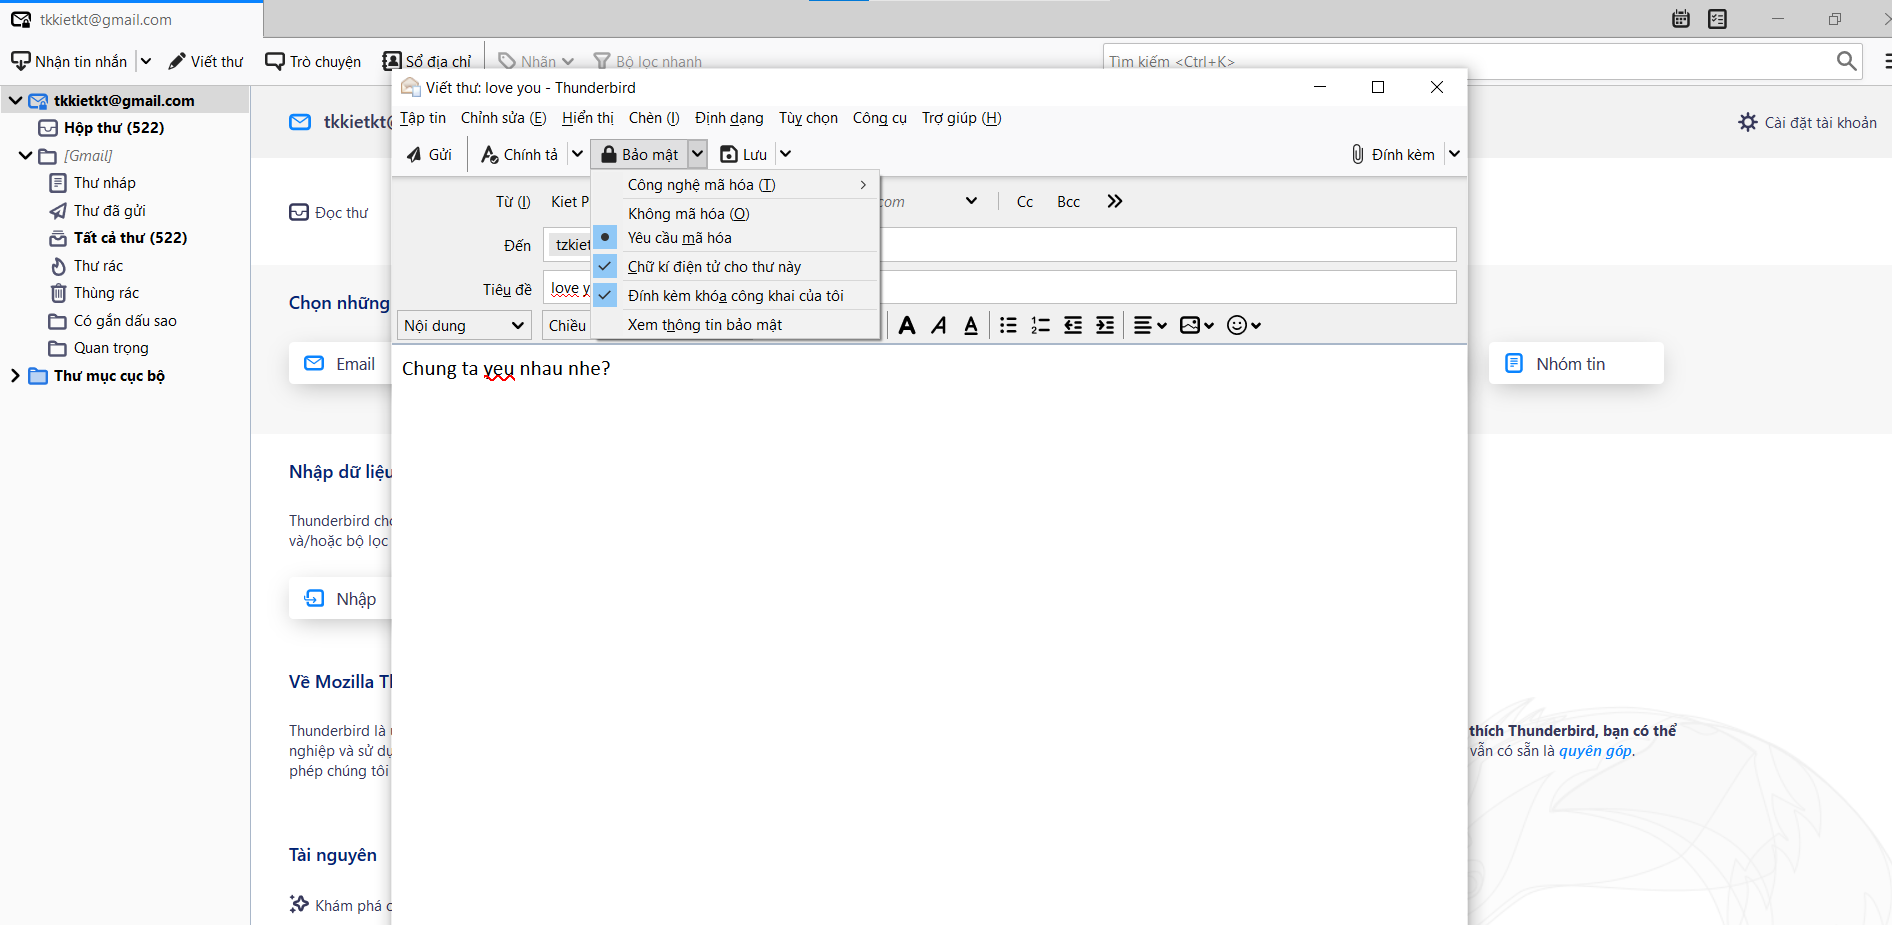 tkkietkt@gmail.com
Nhận tin nhắn Viết thư Trò chuyện Sổ địa chỉ Nhãn Bộ lọc nhanh Tìm kiếm <Ctrl+K>
tkkietkt@gmail.com
Hộp thư (522)
[Gmail]
Thư nháp
Thư đã gửi
Tất cả thư (522)
Thư rác
Thùng rác
Có gắn dấu sao
Quan trọng
Thư mục cục bộ
tkkietkt@
Cài đặt tài khoản
Đọc thư
Chọn những
Email
Nhóm tin
Nhập dữ liệu
Thunderbird
và/hoặc bộ lọc
Nhập
Về Mozilla
Thunderbird là
nghiệp và sử
phép chúng tôi
thích Thunderbird, bạn có thể
vẫn có sẵn là quyên góp.
Tài nguyên
Khám phá
Viết thư: love you - Thunderbird
Tập tin Chỉnh sửa (E) Hiển thị Chèn (I) Định dạng Tùy chọn Công cụ Trợ giúp (H)
Gửi Chính tả Bảo mật Lưu Đính kèm
Công nghệ mã hóa (T)
Không mã hóa (O)
Yêu cầu mã hóa
Chữ kí điện tử cho thư này
Đính kèm khóa công khai của tôi
Xem thông tin bảo mật
Từ (I) Kiet P com Cc Bcc
Đến tzkiet
Tiêu đề love y
Nội dung Chiều
Chung ta yeu nhau nhe?